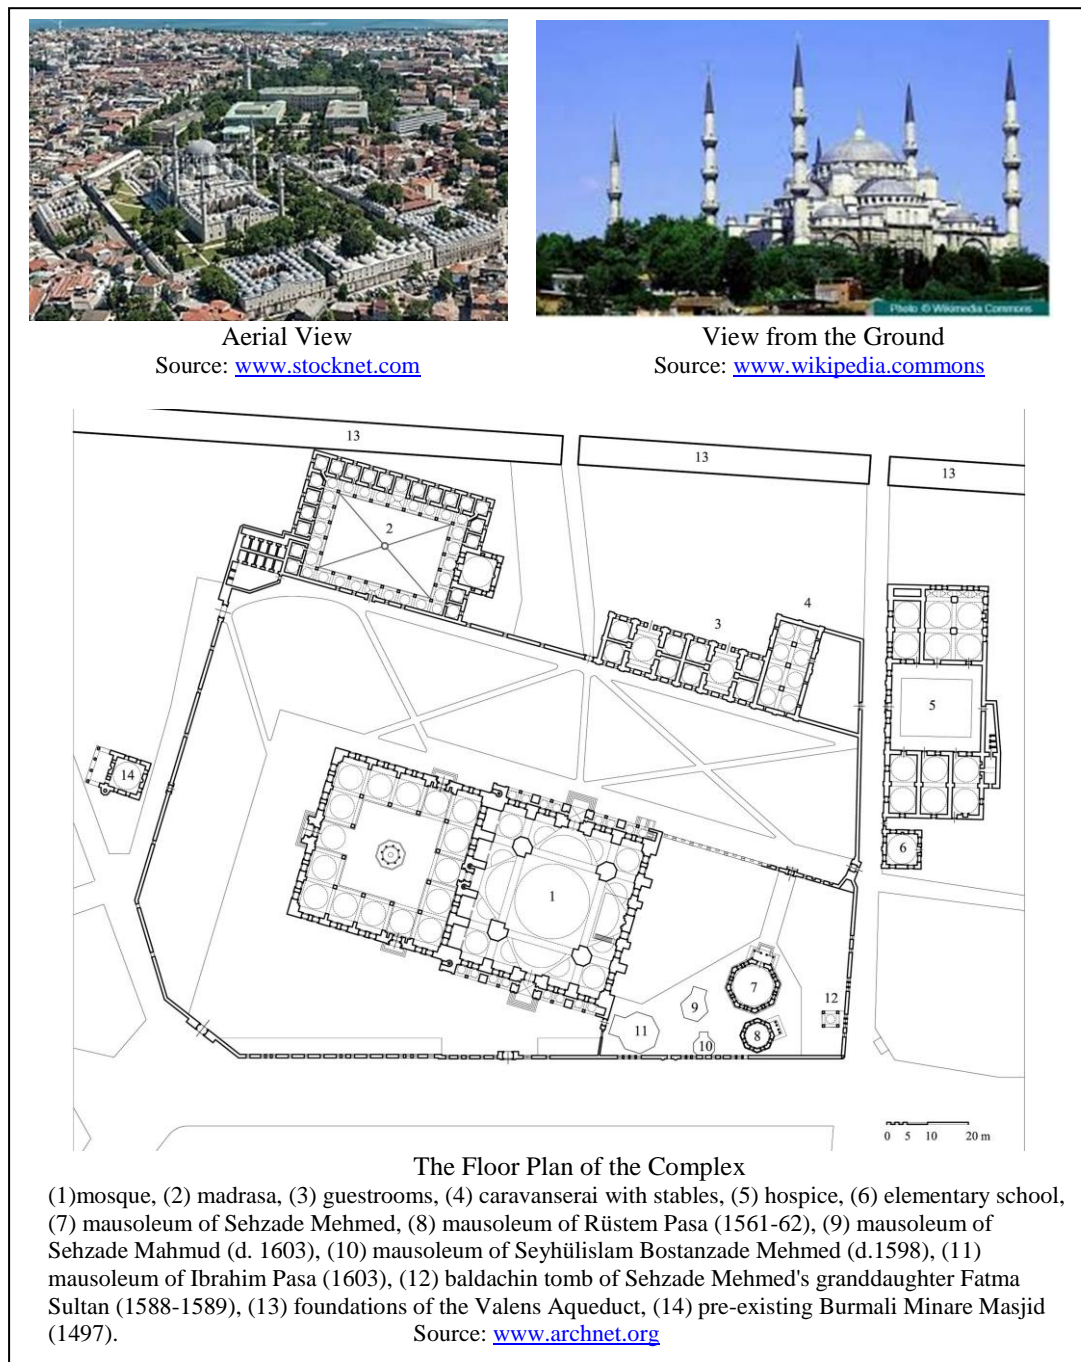 Photo © Wikimedia Commons
Aerial View
Source: www.stocknet.com
View from the Ground
Source: www.wikipedia.commons
13
13
13
2
3
4
5
14
6
1
7
12
9
11
8
10
0 5 10 20 m
The Floor Plan of the Complex
(1)mosque, (2) madrasa, (3) guestrooms, (4) caravanserai with stables, (5) hospice, (6) elementary school,
(7) mausoleum of Sehzade Mehmed, (8) mausoleum of Rüstem Pasa (1561-62), (9) mausoleum of
Sehzade Mahmud (d. 1603), (10) mausoleum of Seyhülislam Bostanzade Mehmed (d.1598), (11)
mausoleum of Ibrahim Pasa (1603), (12) baldachin tomb of Sehzade Mehmed's granddaughter Fatma
Sultan (1588-1589), (13) foundations of the Valens Aqueduct, (14) pre-existing Burmali Minare Masjid
(1497). Source: www.archnet.org